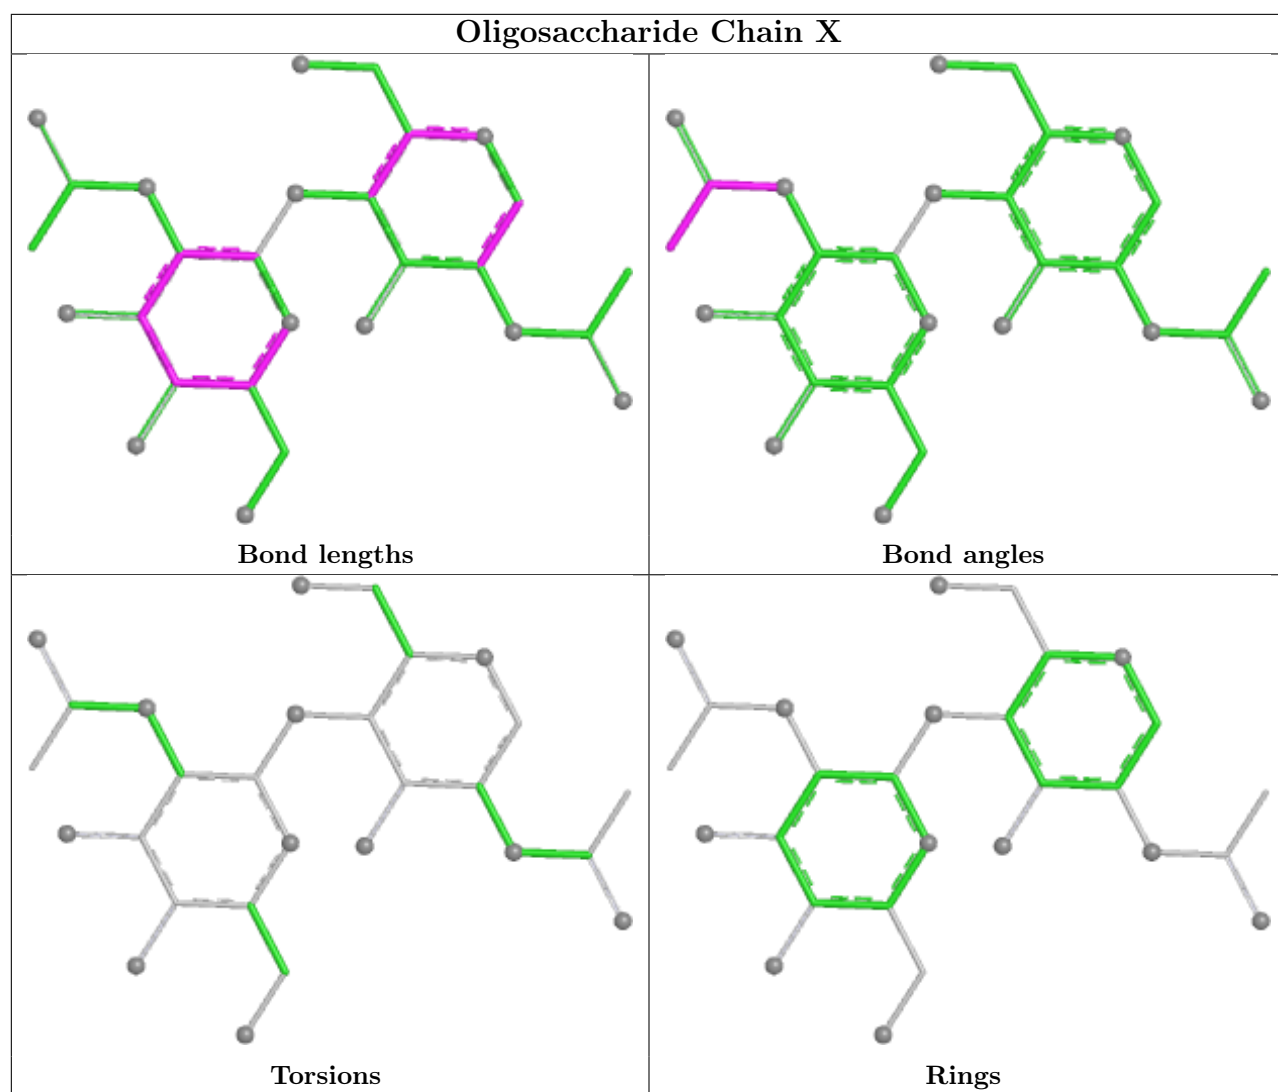 Oligosaccharide Chain X
Bond lengths
Bond angles
Torsions
Rings